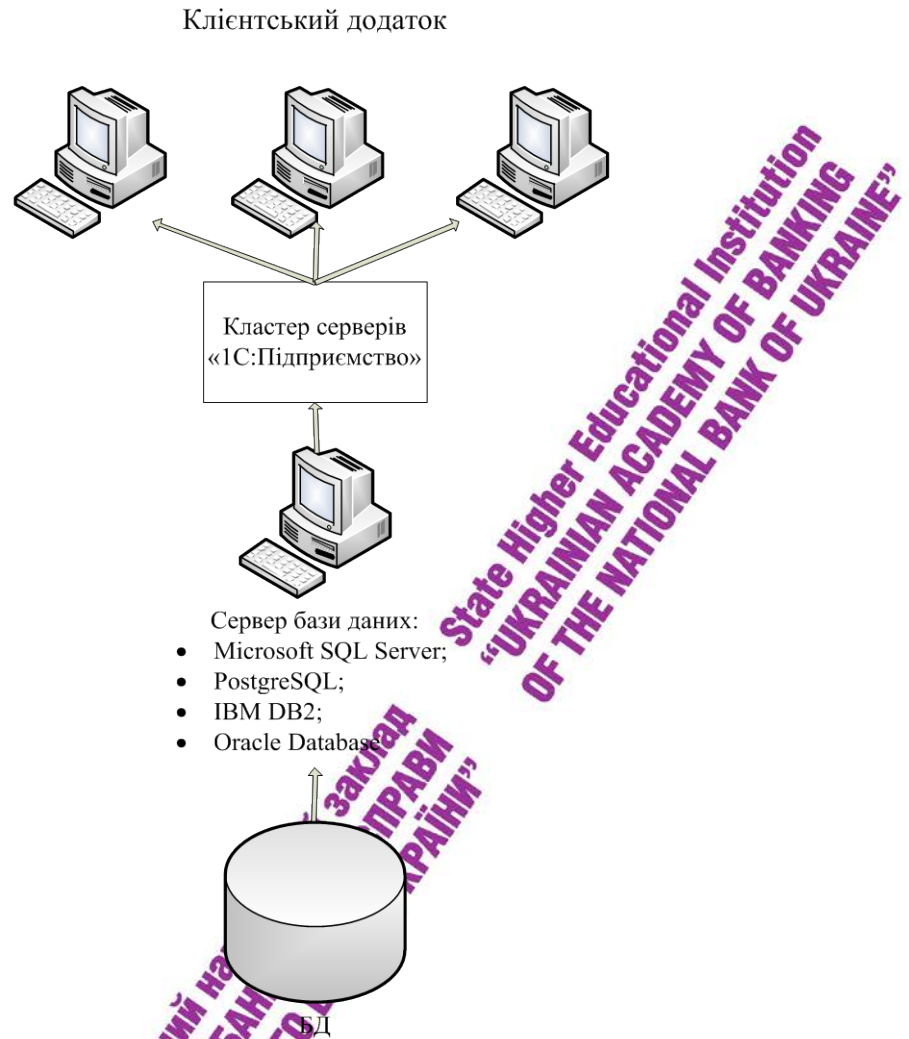 Клієнтський додаток
Кластер серверів
«1С:Підприємство»
Сервер бази даних:
• Microsoft SQL Server;
• PostgreSQL;
• IBM DB2;
• Oracle Database
БД
State Higher Educational Institution
“UKRAINIAN ACADEMY OF BANKING
OF THE NATIONAL BANK OF UKRAINE”
заклад